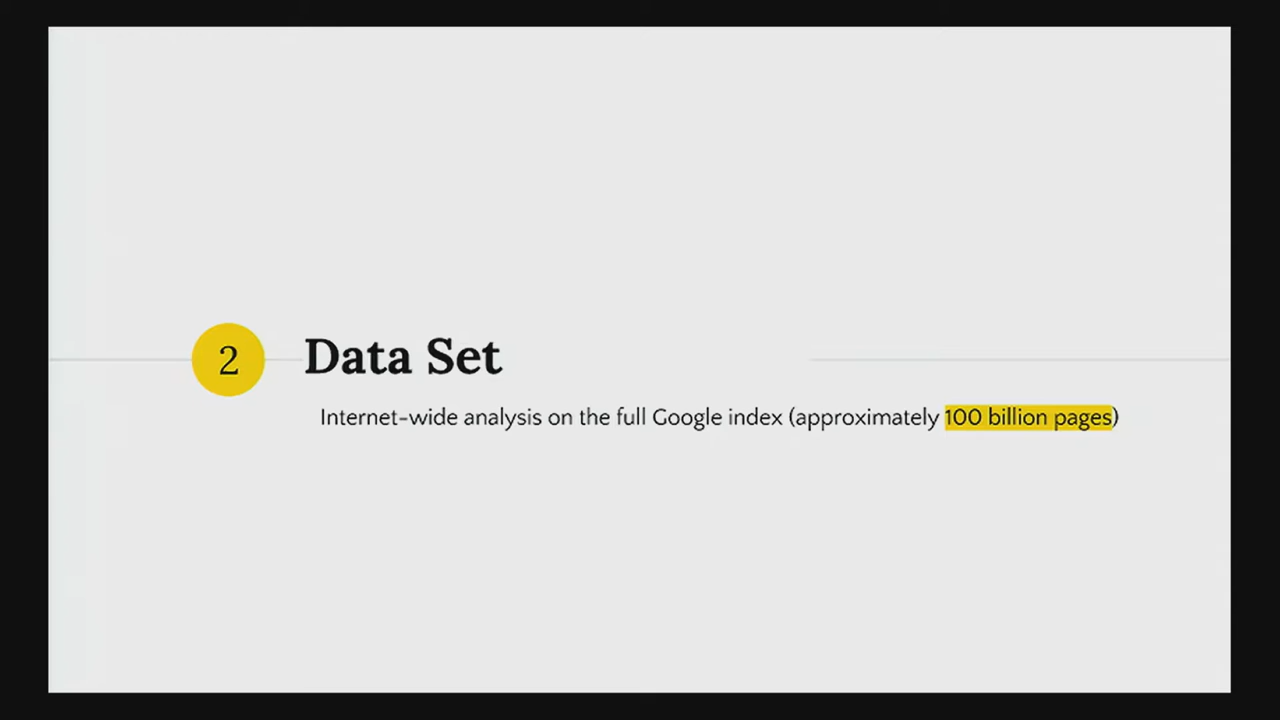 2
Data Set
Internet-wide analysis on the full Google index (approximately 100 billion pages)